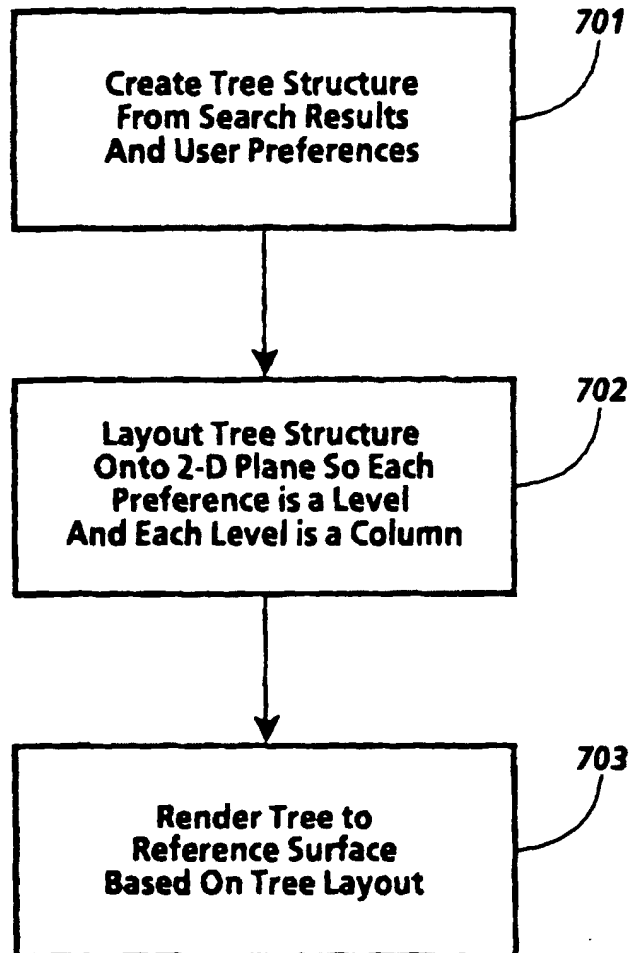 701
Create Tree Structure
From Search Results
And User Preferences
702
Layout Tree Structure
Onto 2-D Plane So Each
Preference is a Level
And Each Level is a Column
703
Render Tree to
Reference Surface
Based On Tree Layout